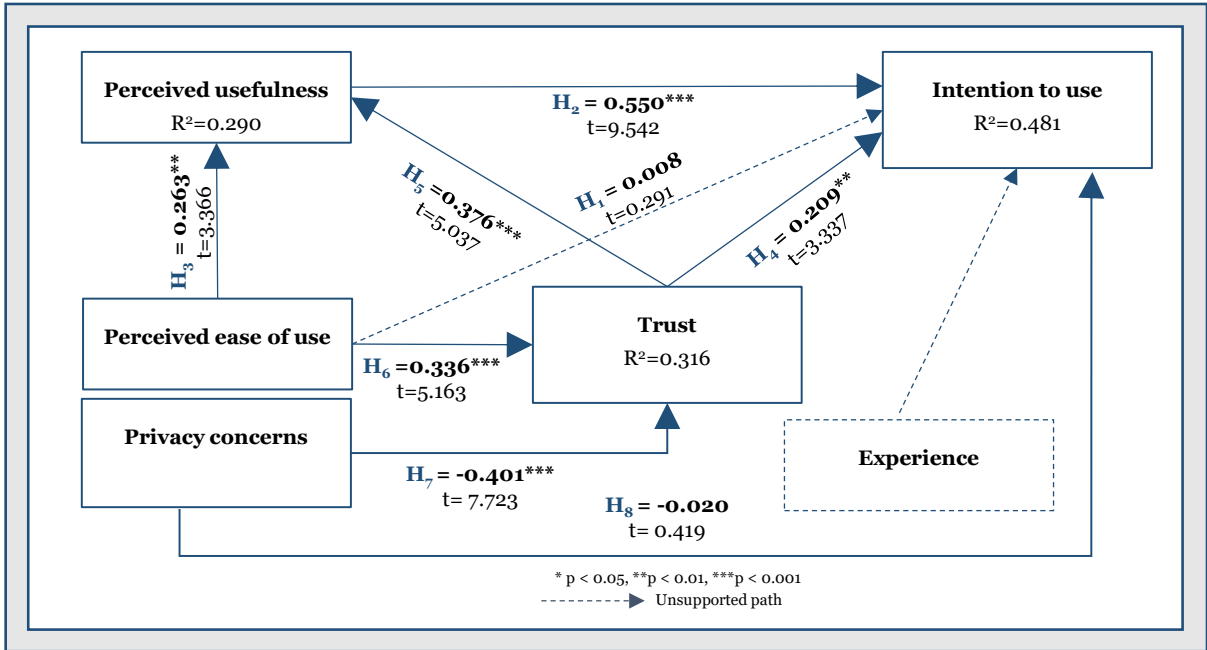 Perceived usefulness
R²=0.290
Intention to use
R²=0.481
H₂ = 0.550***
t=9.542
H₁ = 0.008
t=0.291
H₅ =0.376***
t=5.037
H₄ = 0.209**
t=3.337
H₃ = 0.263**
t=3.366
Perceived ease of use
Trust
R²=0.316
H₆ =0.336***
t=5.163
Privacy concerns
Experience
H₇ = -0.401***
t= 7.723
H₈ = -0.020
t= 0.419
* p < 0.05, **p < 0.01, ***p < 0.001
Unsupported path